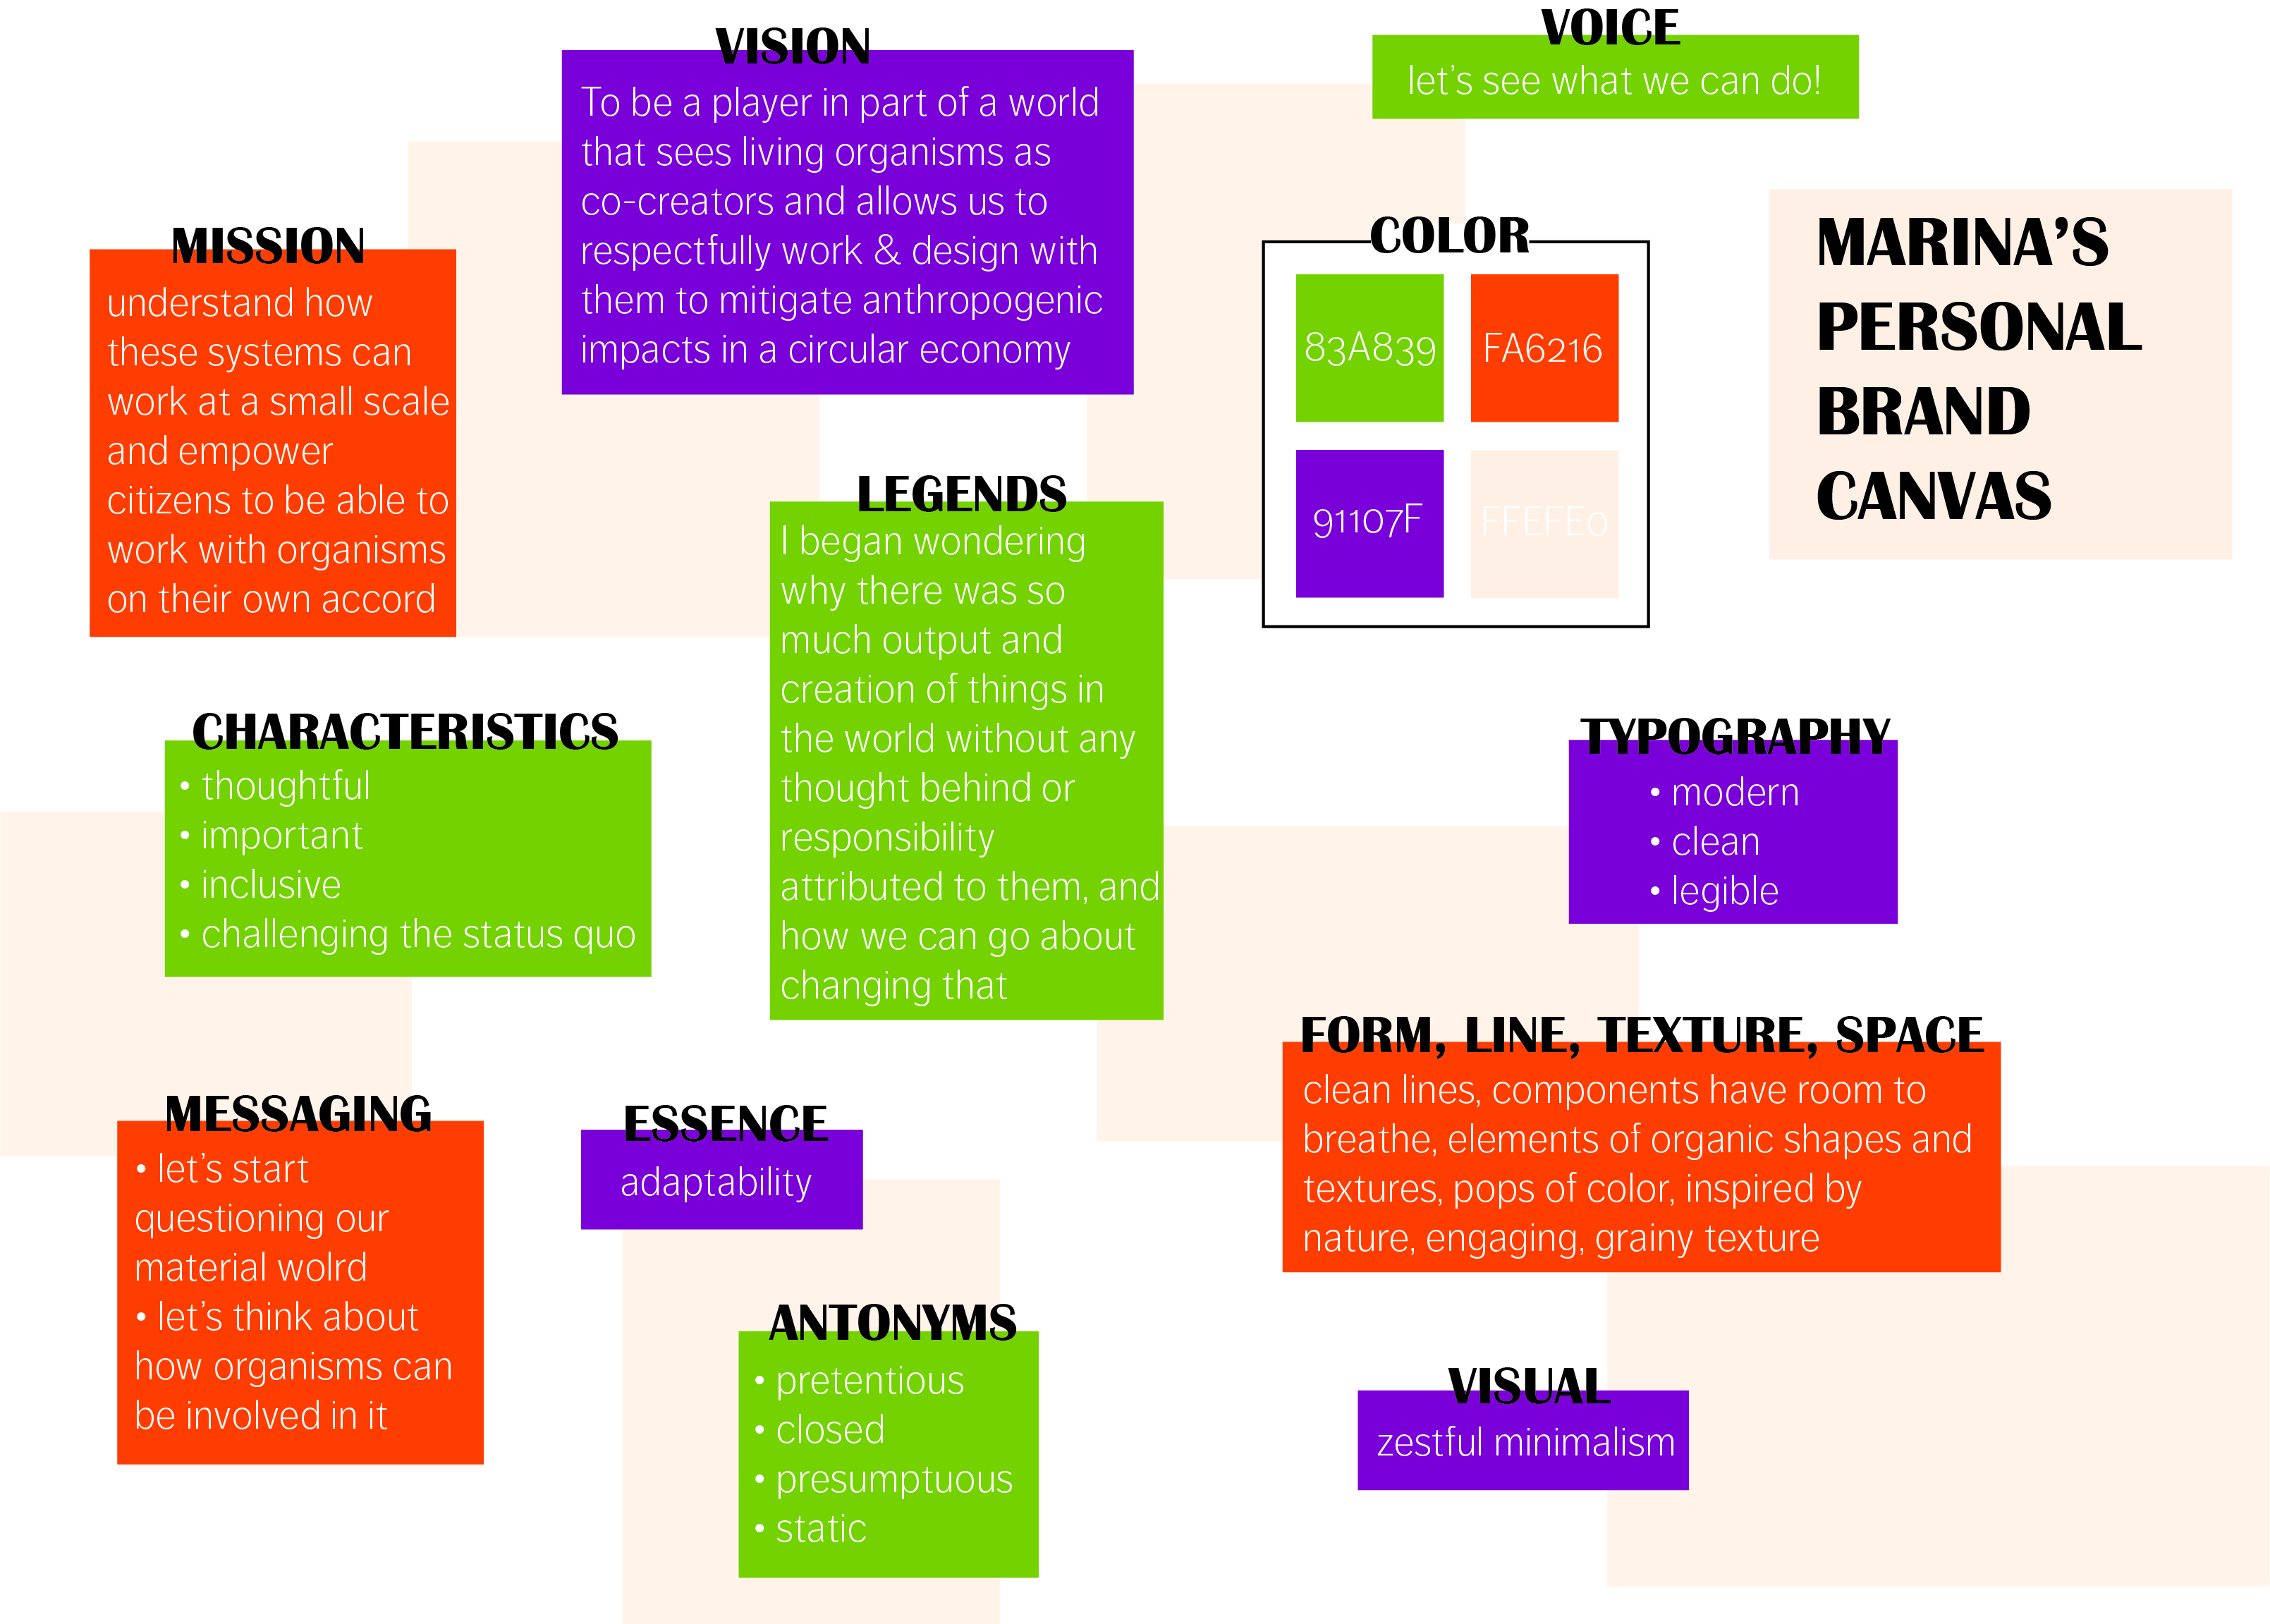 VISION
To be a player in part of a world
that sees living organisms as
co-creators and allows us to
respectfully work & design with
them to mitigate anthropogenic
impacts in a circular economy
VOICE
let’s see what we can do!
MARINA’S
PERSONAL
BRAND
CANVAS
MISSION
understand how
these systems can
work at a small scale
and empower
citizens to be able to
work with organisms
on their own accord
COLOR
83A839
FA6216
91107F
FFEFE0
LEGENDS
I began wondering
why there was so
much output and
creation of things in
the world without any
thought behind or
responsibility
attributed to them, and
how we can go about
changing that
CHARACTERISTICS
• thoughtful
• important
• inclusive
• challenging the status quo
TYPOGRAPHY
• modern
• clean
• legible
FORM, LINE, TEXTURE, SPACE
clean lines, components have room to
breathe, elements of organic shapes and
textures, pops of color, inspired by
nature, engaging, grainy texture
MESSAGING
• let’s start
questioning our
material wolrd
• let’s think about
how organisms can
be involved in it
ESSENCE
adaptability
ANTONYMS
• pretentious
• closed
• presumptuous
• static
VISUAL
zestful minimalism